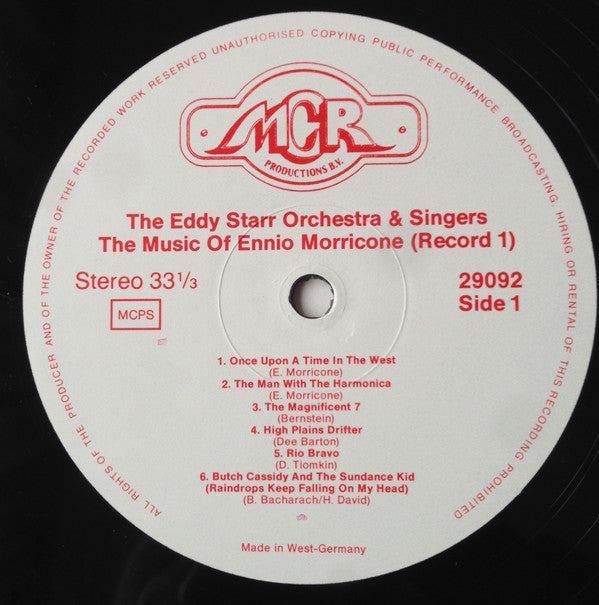 ALL RIGHTS OF THE PRODUCER AND OF THE OWNER OF THE RECORDED WORK RESERVED UNAUTHORISED COPYING PUBLIC PERFORMANCE BROADCASTING, HIRING OR RENTAL OF THIS RECORDING PROHIBITED
MCR
PRODUCTIONS B.V.
The Eddy Starr Orchestra & Singers
The Music Of Ennio Morricone (Record 1)
Stereo 33 1/3
29092
MCPS
Side 1
1. Once Upon A Time In The West
(E. Morricone)
2. The Man With The Harmonica
(E. Morricone)
3. The Magnificent 7
(Bernstein)
4. High Plains Drifter
(Dee Barton)
5. Rio Bravo
(D. Tiomkin)
6. Butch Cassidy And The Sundance Kid
(Raindrops Keep Falling On My Head)
(B. Bacharach/H. David)
Made in West-Germany